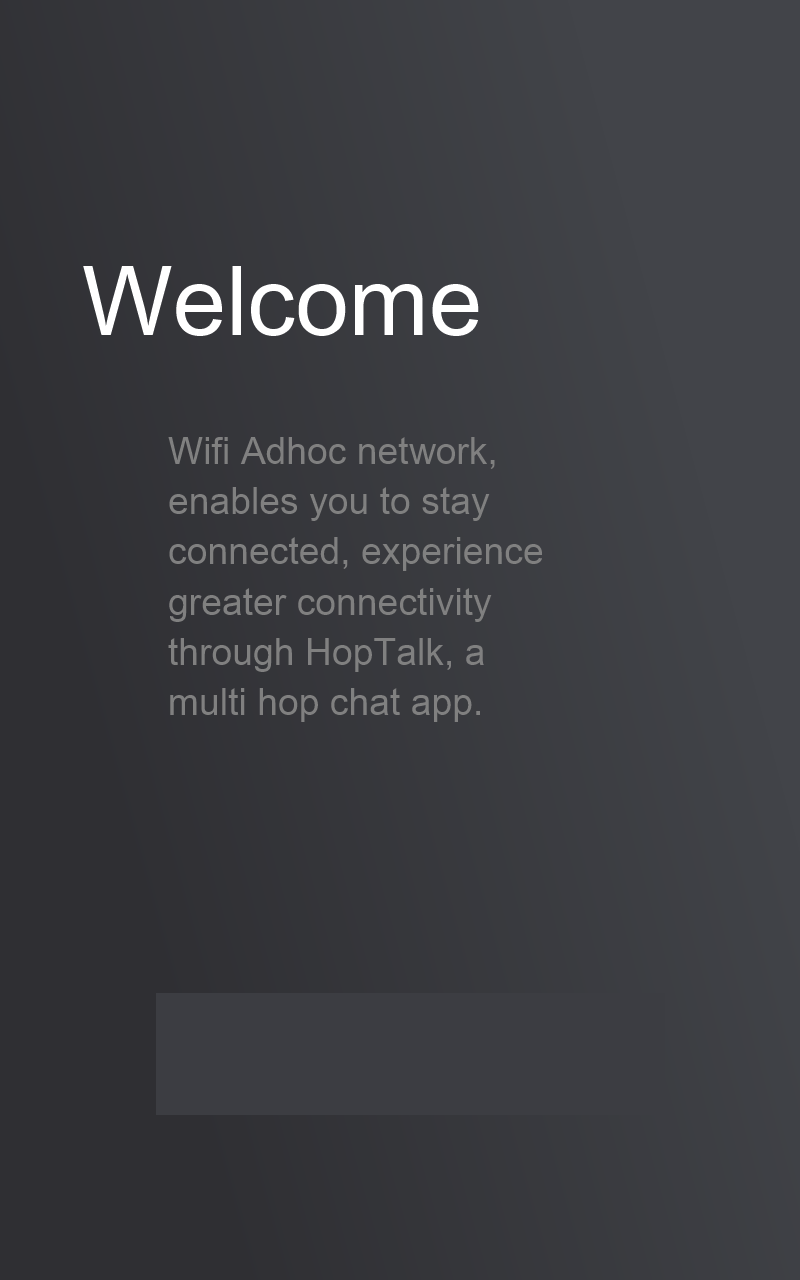 Welcome
Wifi Adhoc network,
enables you to stay
connected, experience
greater connectivity
through HopTalk, a
multi hop chat app.